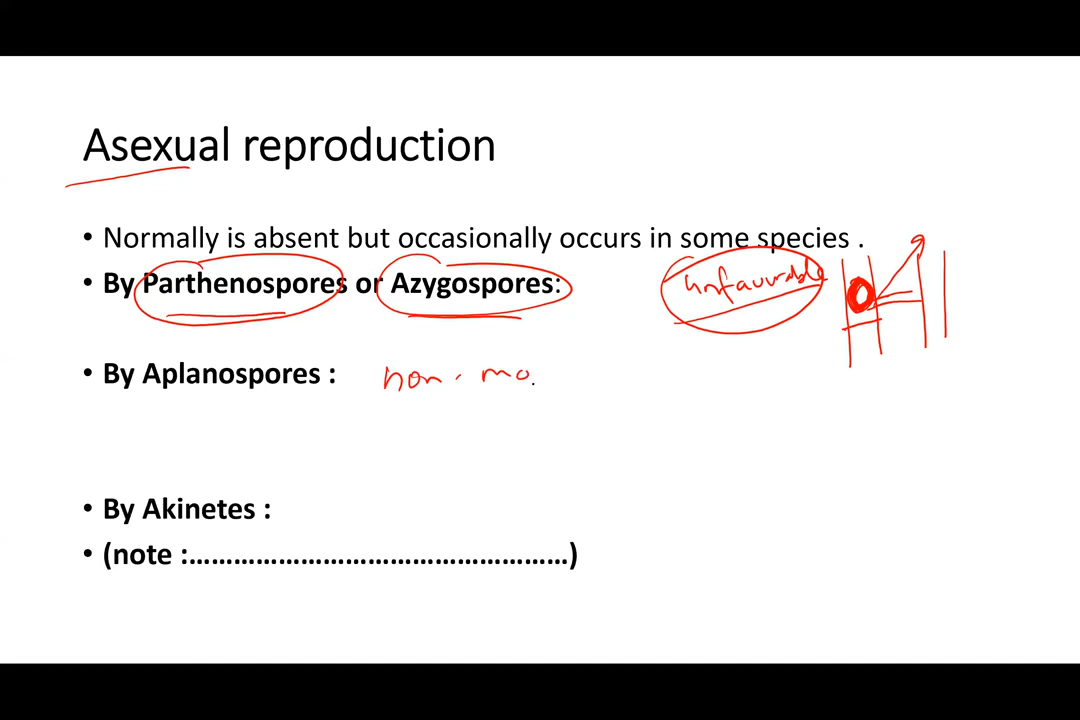 Asexual reproduction
• Normally is absent but occasionally occurs in some species .
• By Parthenospores or Azygospores: unfavurable
• By Aplanospores : non - mo
• By Akinetes :
• (note :………………………………………)